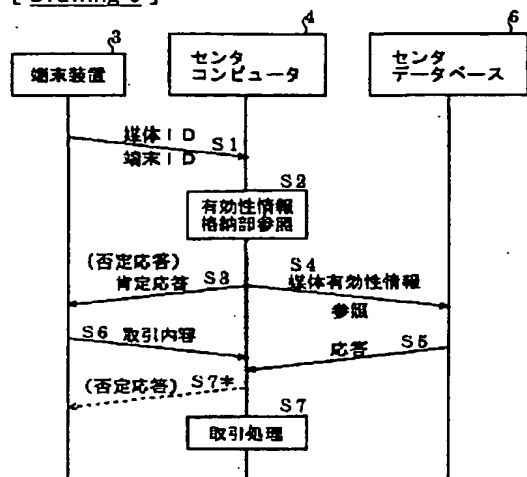 [ Drawing 6 ]
3
4
6
端末装置
センタ
コンピュータ
センタ
データベース
媒体ID
端末ID
S1
S2
有効性情報
格納部参照
(否定応答)
肯定応答
S3
S4
媒体有効性情報
参照
S6 取引内容
応答
S5
(否定応答) S7*
S7
取引処理